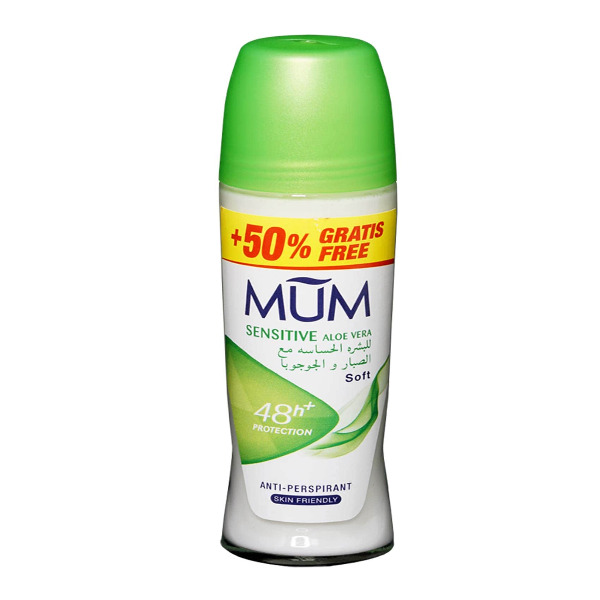 +50% GRATIS
FREE
MUM
SENSITIVE ALOE VERA
للبشره الحساسه مع
الصبار و الجوجوبا
Soft
48h+
PROTECTION
ANTI-PERSPIRANT
SKIN FRIENDLY